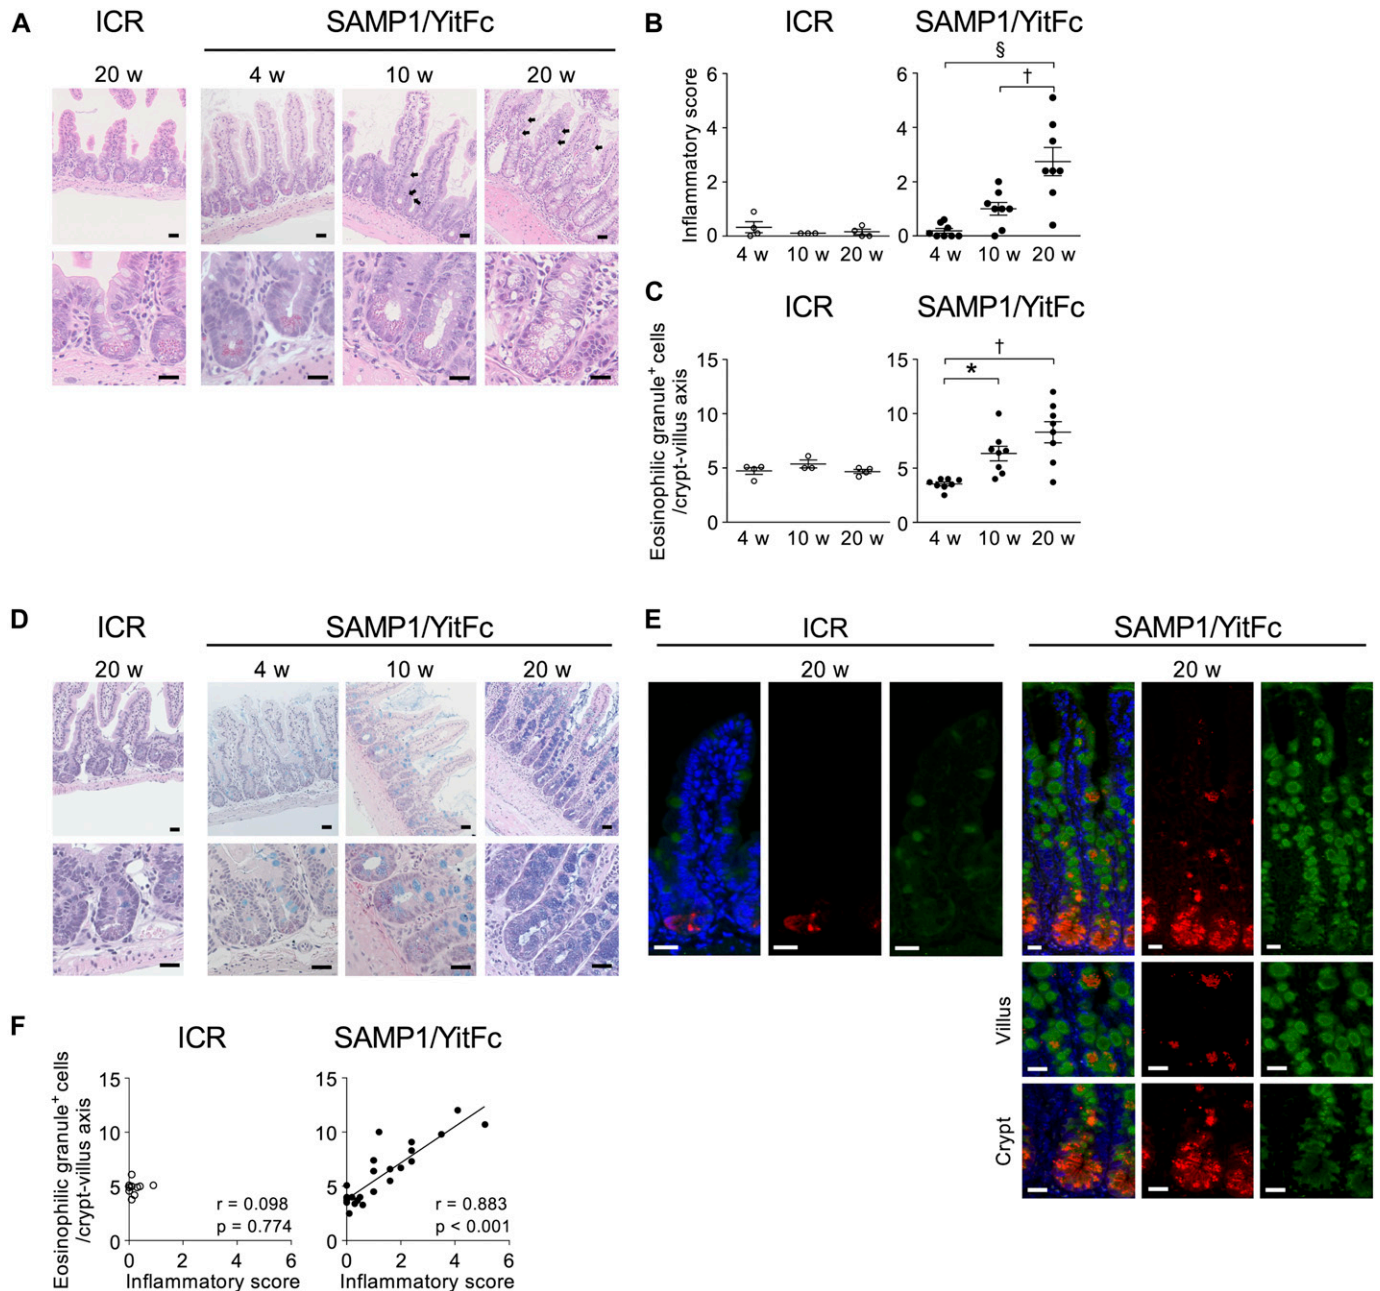 A
ICR
SAMP1/YitFc
20 w
4 w
10 w
20 w
B
ICR
SAMP1/YitFc
§
†
Inflammatory score
6
4
2
0
4 w
10 w
20 w
6
4
2
0
4 w
10 w
20 w
C
ICR
SAMP1/YitFc
†
*
Eosinophilic granule+ cells
/crypt-villus axis
15
10
5
0
4 w
10 w
20 w
15
10
5
0
4 w
10 w
20 w
D
ICR
SAMP1/YitFc
20 w
4 w
10 w
20 w
E
ICR
SAMP1/YitFc
20 w
20 w
Villus
Crypt
F
ICR
SAMP1/YitFc
Eosinophilic granule+ cells
/crypt-villus axis
15
10
5
0
r = 0.098
p = 0.774
0
2
4
6
Inflammatory score
15
10
5
0
r = 0.883
p < 0.001
0
2
4
6
Inflammatory score